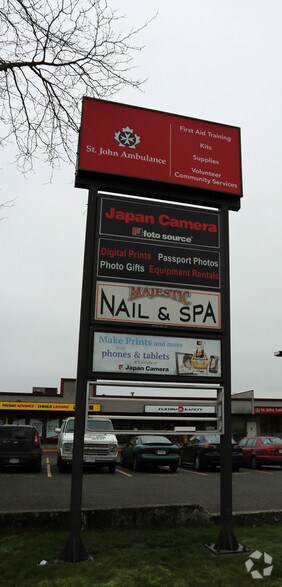 St. John Ambulance
First Aid Training
Kits
Supplies
Volunteer
Community Services
Japan Camera
foto source
Digital Prints Passport Photos
Photo Gifts Equipment Rentals
MAJESTIC
NAIL & SPA
Make Prints and more
from
phones & tablets
Japan Camera